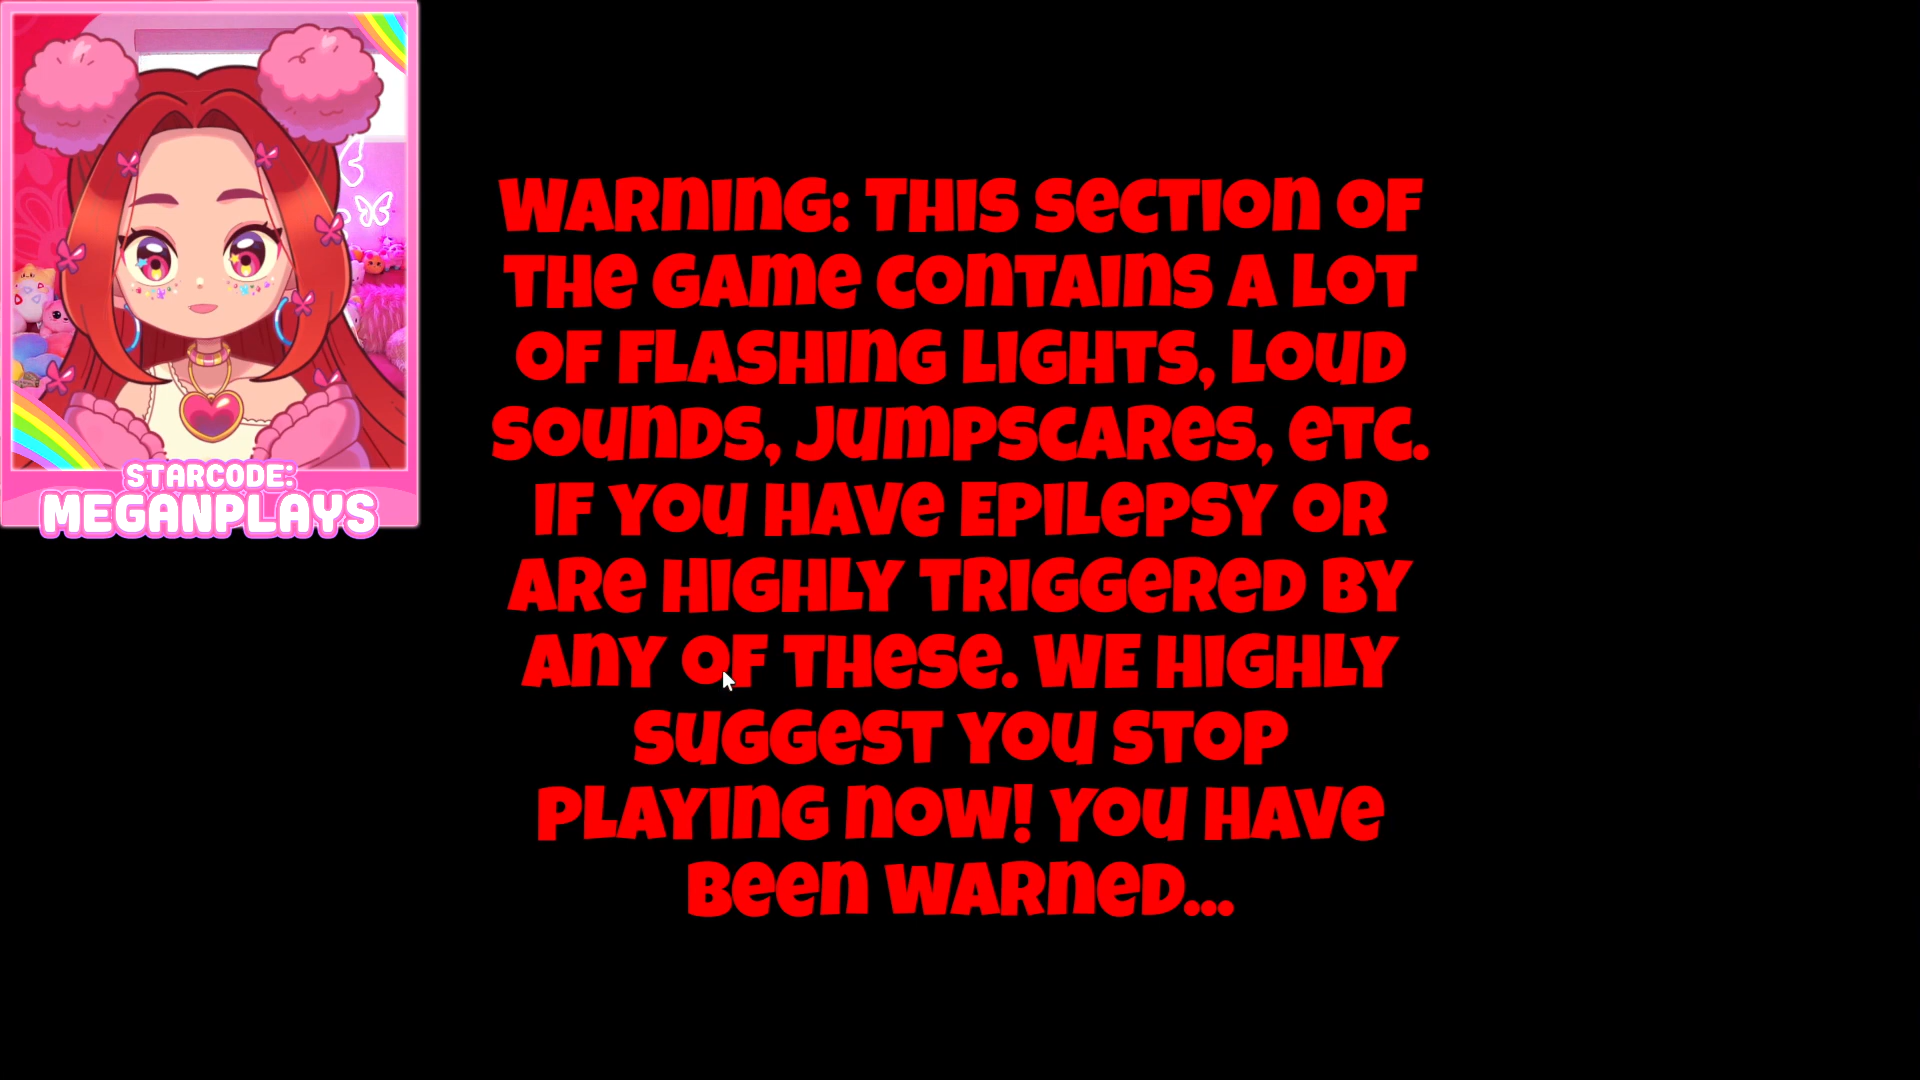 STARCODE:
MEGANPLAYS
WARNING: THIS SECTION OF
THE GAME CONTAINS A LOT
OF FLASHING LIGHTS, LOUD
SOUNDS, JUMPSCARES, ETC.
IF YOU HAVE EPILEPSY OR
ARE HIGHLY TRIGGERED BY
ANY OF THESE. WE HIGHLY
SUGGEST YOU STOP
PLAYING NOW! YOU HAVE
BEEN WARNED...